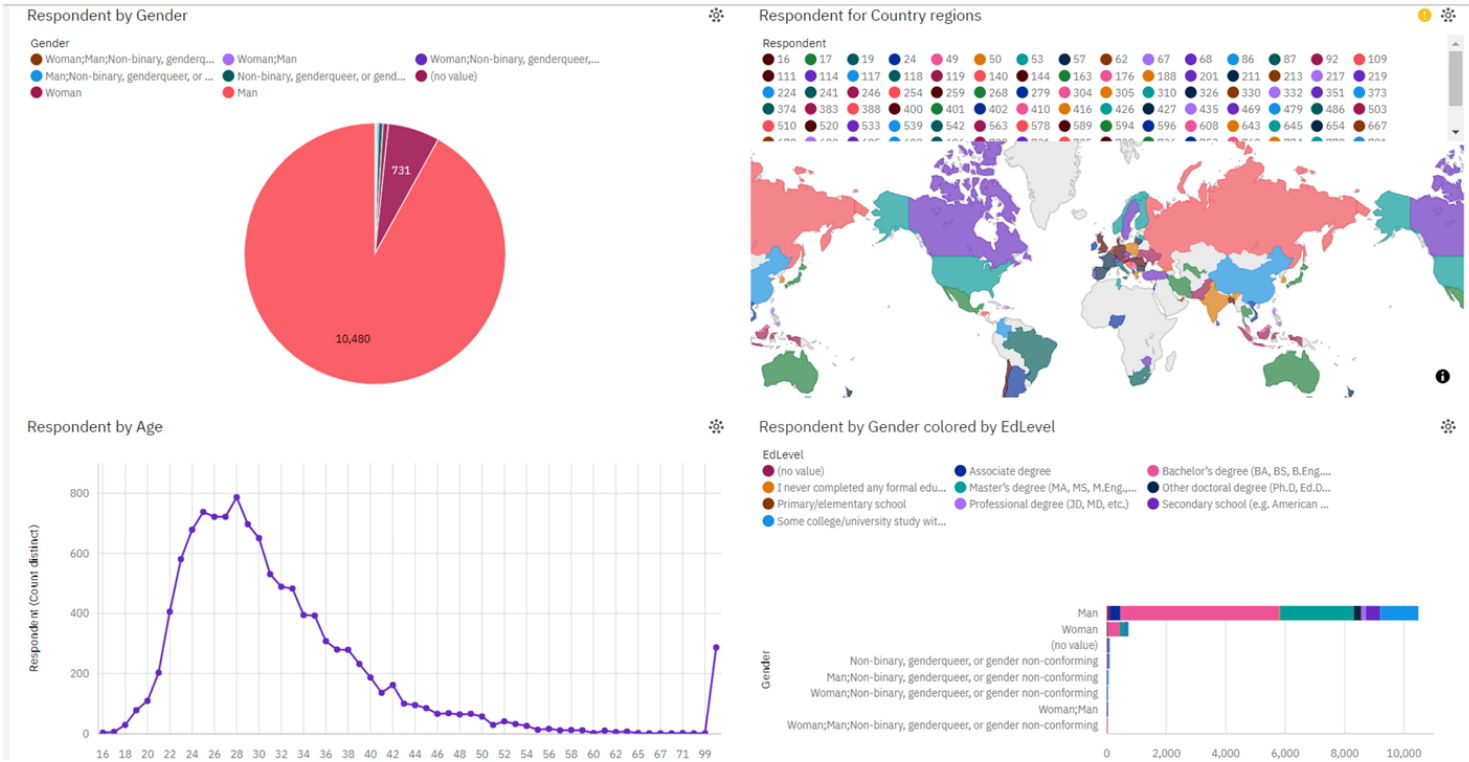 Respondent by Gender
Gender
Woman;Man;Non-binary, genderq... Woman;Man Woman;Non-binary, genderqueer,...
Man;Non-binary, genderqueer, or ... Non-binary, genderqueer, or gend... (no value)
Woman Man
731
10,480
Respondent for Country regions
Respondent
16 17 19 24 49 50 53 57 62 67 68 86 87 92 109
111 114 117 118 119 140 144 163 176 188 201 211 213 217 219
224 241 246 254 259 268 279 304 305 310 326 330 332 351 373
374 383 388 400 401 402 410 416 426 427 435 469 479 486 503
510 520 533 539 542 563 578 589 594 596 608 643 645 654 667
Respondent by Age
Respondent (Count distinct)
800
600
400
200
0
16 18 20 22 24 26 28 30 32 34 36 38 40 42 44 46 48 50 52 54 56 58 60 62 65 67 71 99
Respondent by Gender colored by EdLevel
EdLevel
(no value) Associate degree Bachelor's degree (BA, BS, B.Eng....
I never completed any formal edu... Master's degree (MA, MS, M.Eng.,... Other doctoral degree (Ph.D, Ed.D...
Primary/elementary school Professional degree (JD, MD, etc.) Secondary school (e.g. American ...
Some college/university study wit...
Gender
Man
Woman
(no value)
Non-binary, genderqueer, or gender non-conforming
Man;Non-binary, genderqueer, or gender non-conforming
Woman;Non-binary, genderqueer, or gender non-conforming
Woman;Man
Woman;Man;Non-binary, genderqueer, or gender non-conforming
0 2,000 4,000 6,000 8,000 10,000